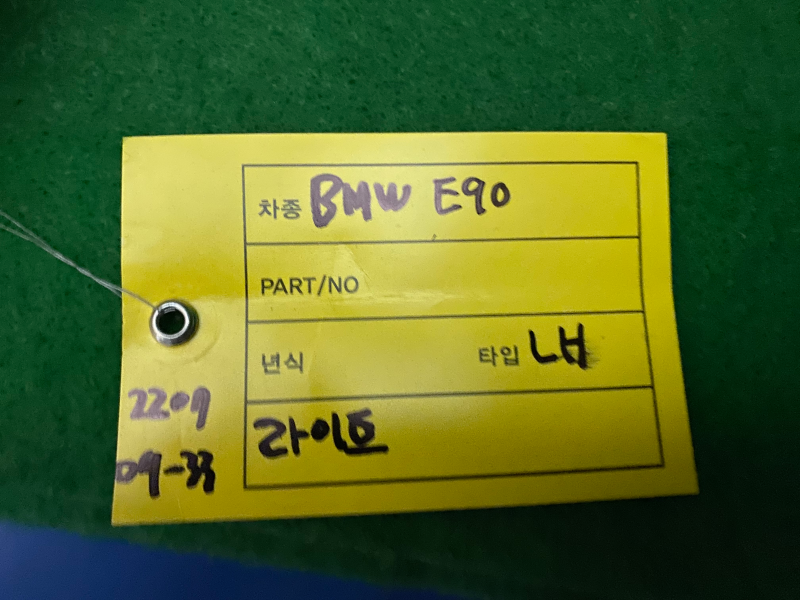 차종 BMW E90
PART/NO
년식 타입 LH
라이트
2209
09-33